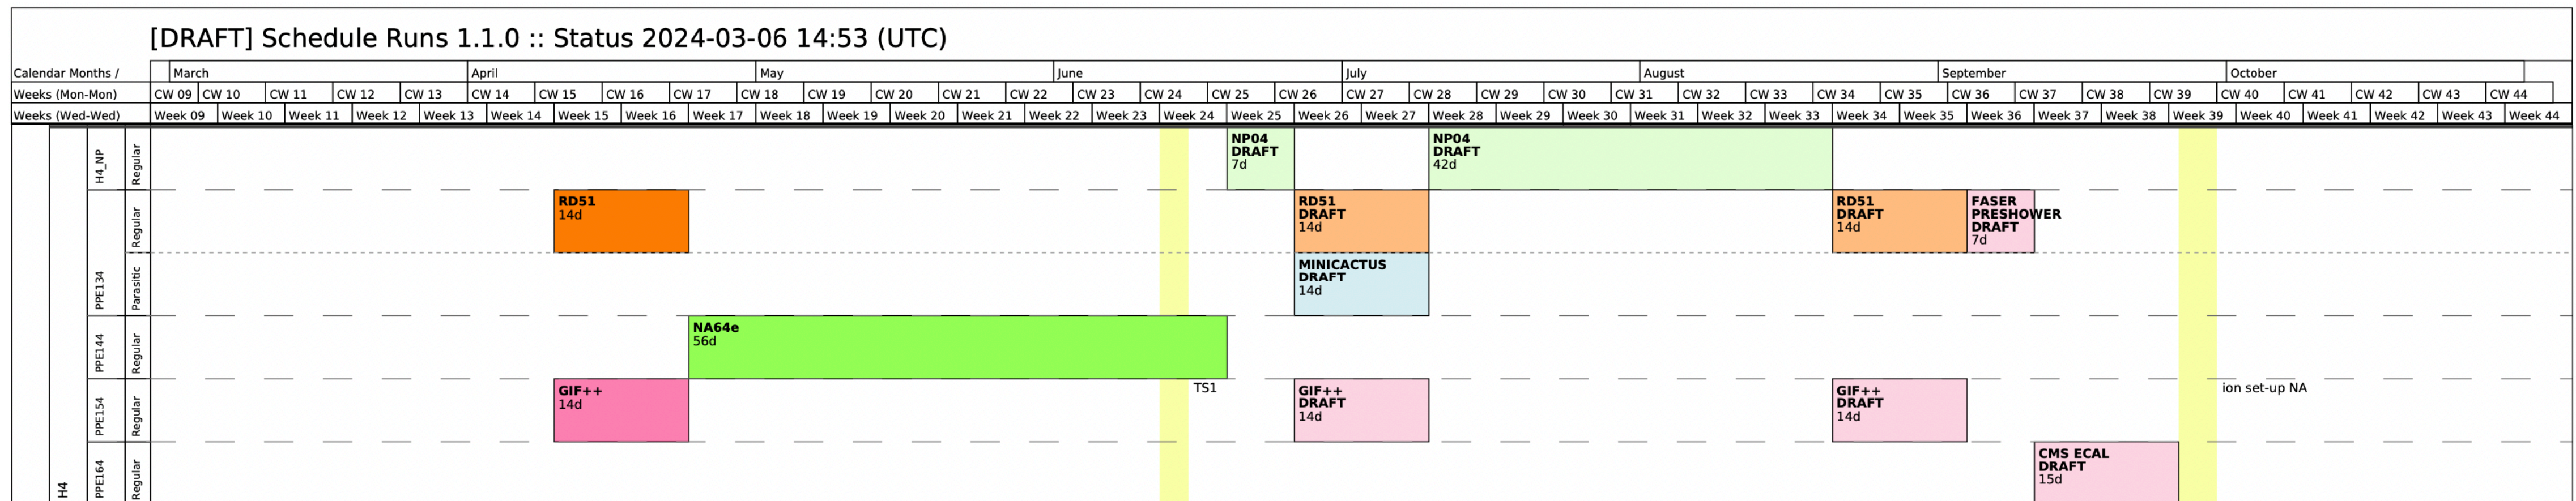 [DRAFT] Schedule Runs 1.1.0 :: Status 2024-03-06 14:53 (UTC)
Calendar Months / March April May June July August September October
Weeks (Mon-Mon) CW 09 CW 10 CW 11 CW 12 CW 13 CW 14 CW 15 CW 16 CW 17 CW 18 CW 19 CW 20 CW 21 CW 22 CW 23 CW 24 CW 25 CW 26 CW 27 CW 28 CW 29 CW 30 CW 31 CW 32 CW 33 CW 34 CW 35 CW 36 CW 37 CW 38 CW 39 CW 40 CW 41 CW 42 CW 43 CW 44
Weeks (Wed-Wed) Week 09 Week 10 Week 11 Week 12 Week 13 Week 14 Week 15 Week 16 Week 17 Week 18 Week 19 Week 20 Week 21 Week 22 Week 23 Week 24 Week 25 Week 26 Week 27 Week 28 Week 29 Week 30 Week 31 Week 32 Week 33 Week 34 Week 35 Week 36 Week 37 Week 38 Week 39 Week 40 Week 41 Week 42 Week 43 Week 44
H4
H4_NP
Regular
NP04
DRAFT
7d
NP04
DRAFT
42d
PPE134
Regular
RD51
14d
RD51
DRAFT
14d
RD51
DRAFT
14d
FASER
PRESHOWER
DRAFT
7d
Parasitic
MINICACTUS
DRAFT
14d
PPE144
Regular
NA64e
56d
PPE154
Regular
GIF++
14d
TS1
GIF++
DRAFT
14d
GIF++
DRAFT
14d
ion set-up NA
PPE164
Regular
CMS ECAL
DRAFT
15d